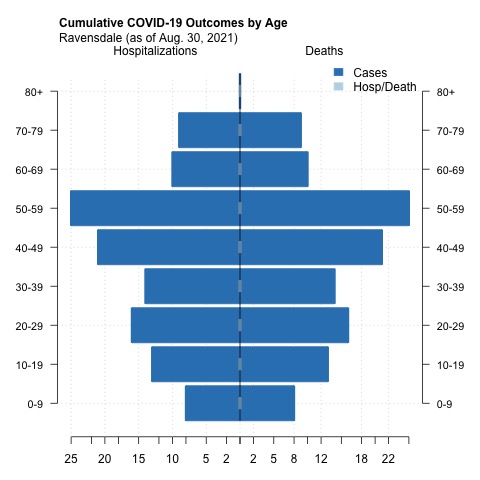 Cumulative COVID-19 Outcomes by Age
Ravensdale (as of Aug. 30, 2021)
Hospitalizations Deaths
Cases
Hosp/Death
80+ 80+
70-79 70-79
60-69 60-69
50-59 50-59
40-49 40-49
30-39 30-39
20-29 20-29
10-19 10-19
0-9 0-9
25 20 15 10 5 2 2 5 8 12 18 22